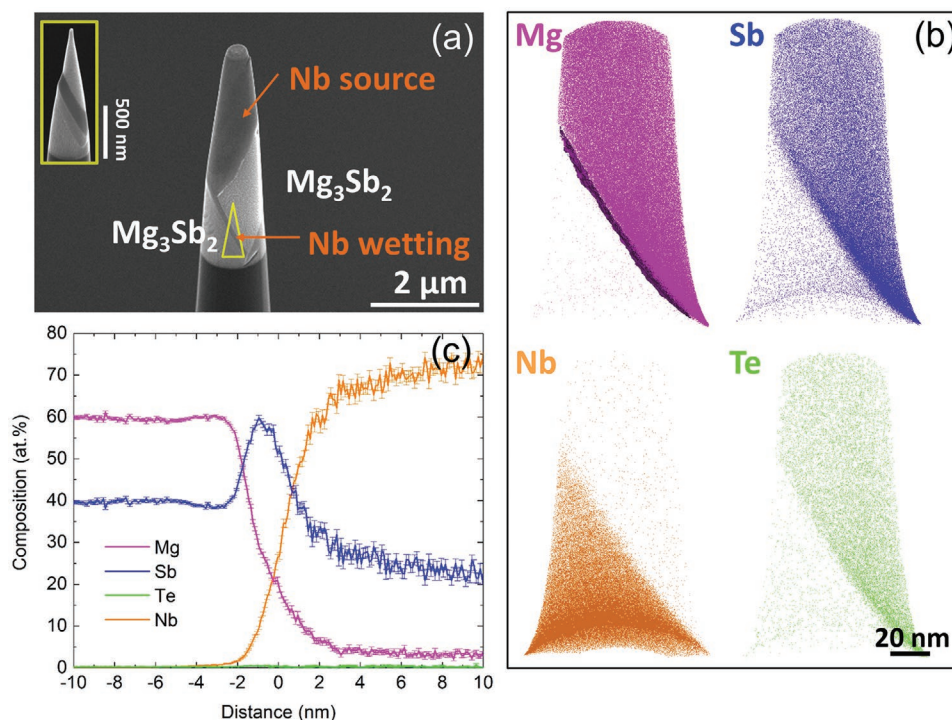 (a)
500 nm
Nb source
Mg₃Sb₂
Mg₃Sb₂
Nb wetting
2 μm
(b)
Mg
Sb
Nb
Te
20 nm
(c)
Composition (at.%)
80
70
60
50
40
30
20
10
0
Mg
Sb
Te
Nb
-10 -8 -6 -4 -2 0 2 4 6 8 10
Distance (nm)